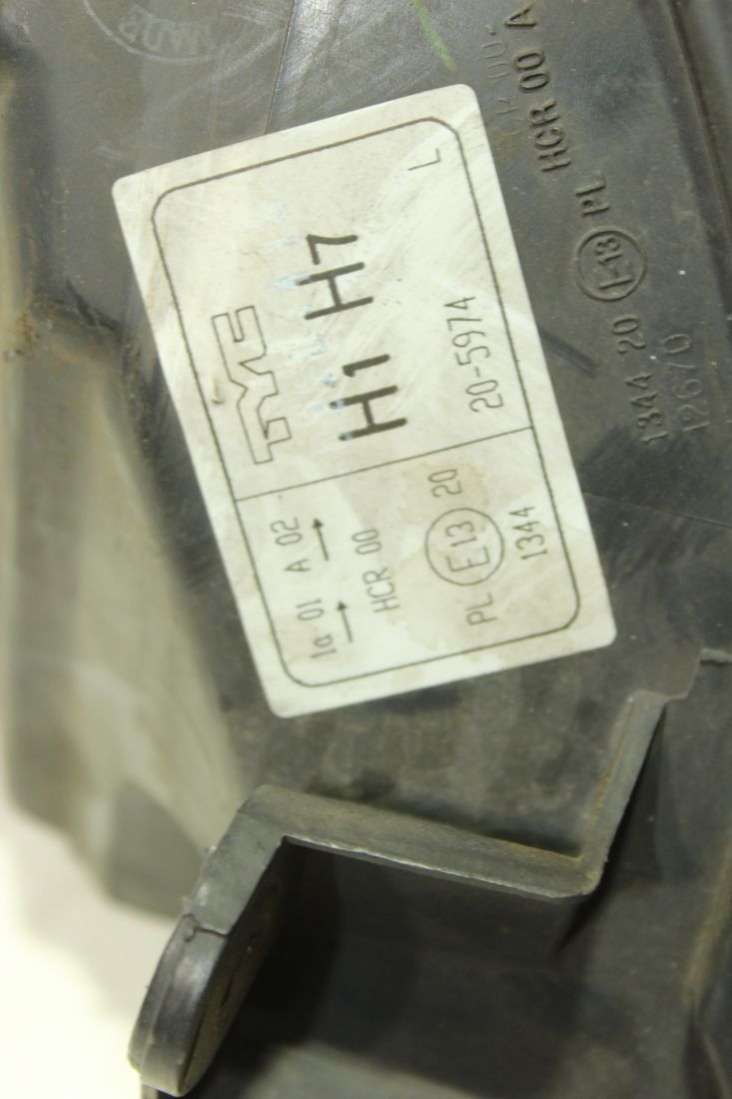 TYC
H1 H7
20-5974
L
1a 01 A 02
→ →
HCR 00
PL E13 20
1344
HCR 00 A
1344 20 E13 PL
12670